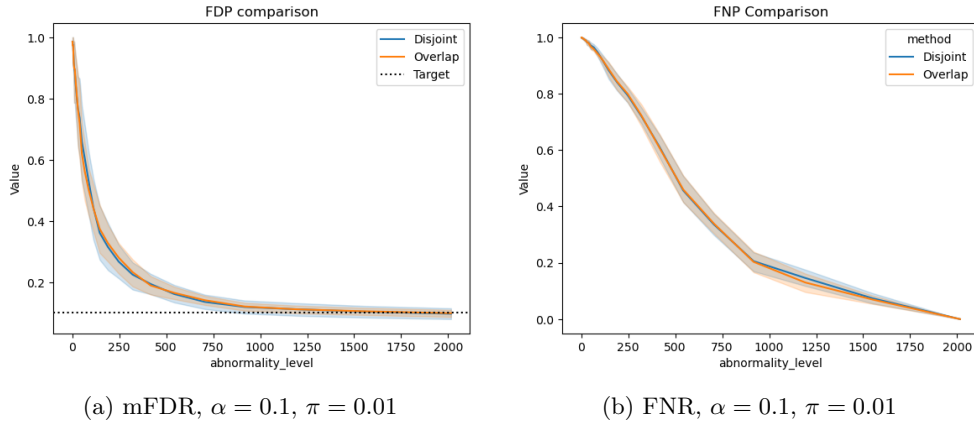 FDP comparison
1.0
0.8
0.6
0.4
0.2
Value
0
250
500
750
1000
1250
1500
1750
2000
abnormality_level
Disjoint
Overlap
Target
(a) mFDR, α = 0.1, π = 0.01
FNP Comparison
1.0
0.8
0.6
0.4
0.2
0.0
Value
0
250
500
750
1000
1250
1500
1750
2000
abnormality_level
method
Disjoint
Overlap
(b) FNR, α = 0.1, π = 0.01